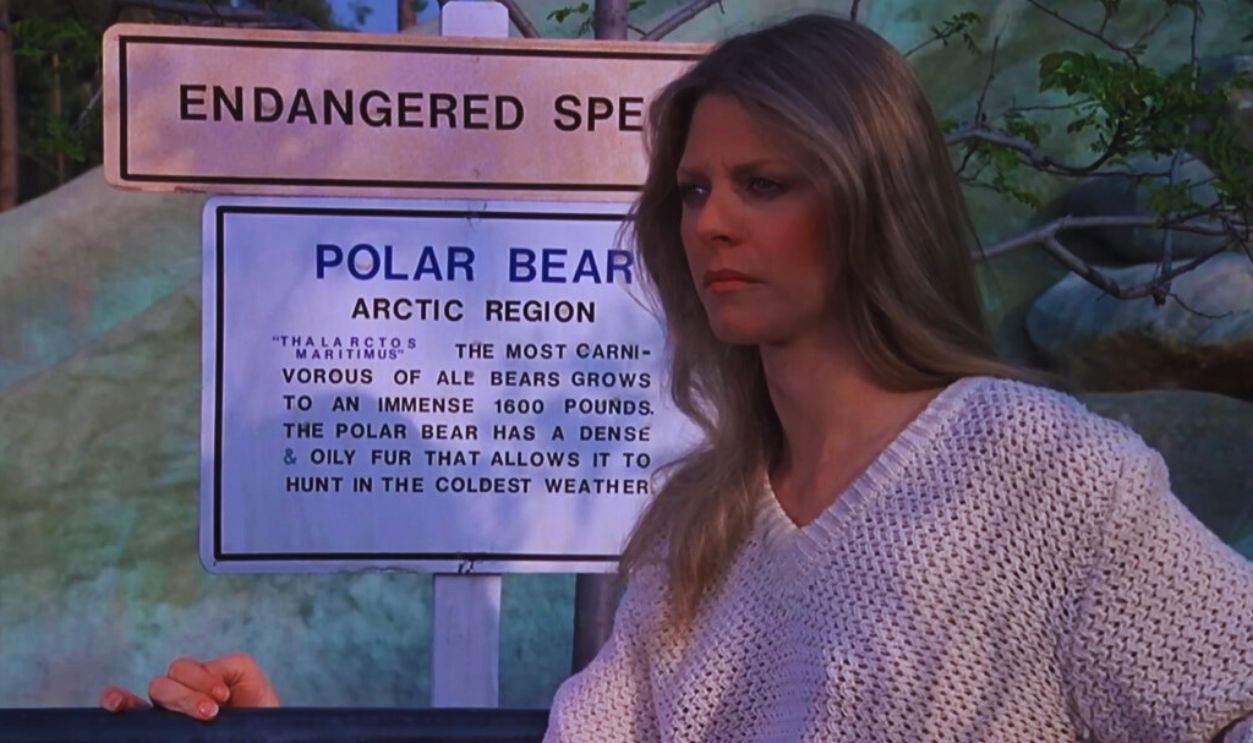 ENDANGERED SPE
POLAR BEAR
ARCTIC REGION
"THALARCTOS
MARITIMUS" THE MOST CARNI-
VOROUS OF ALL BEARS GROWS
TO AN IMMENSE 1600 POUNDS.
THE POLAR BEAR HAS A DENSE
& OILY FUR THAT ALLOWS IT TO
HUNT IN THE COLDEST WEATHER